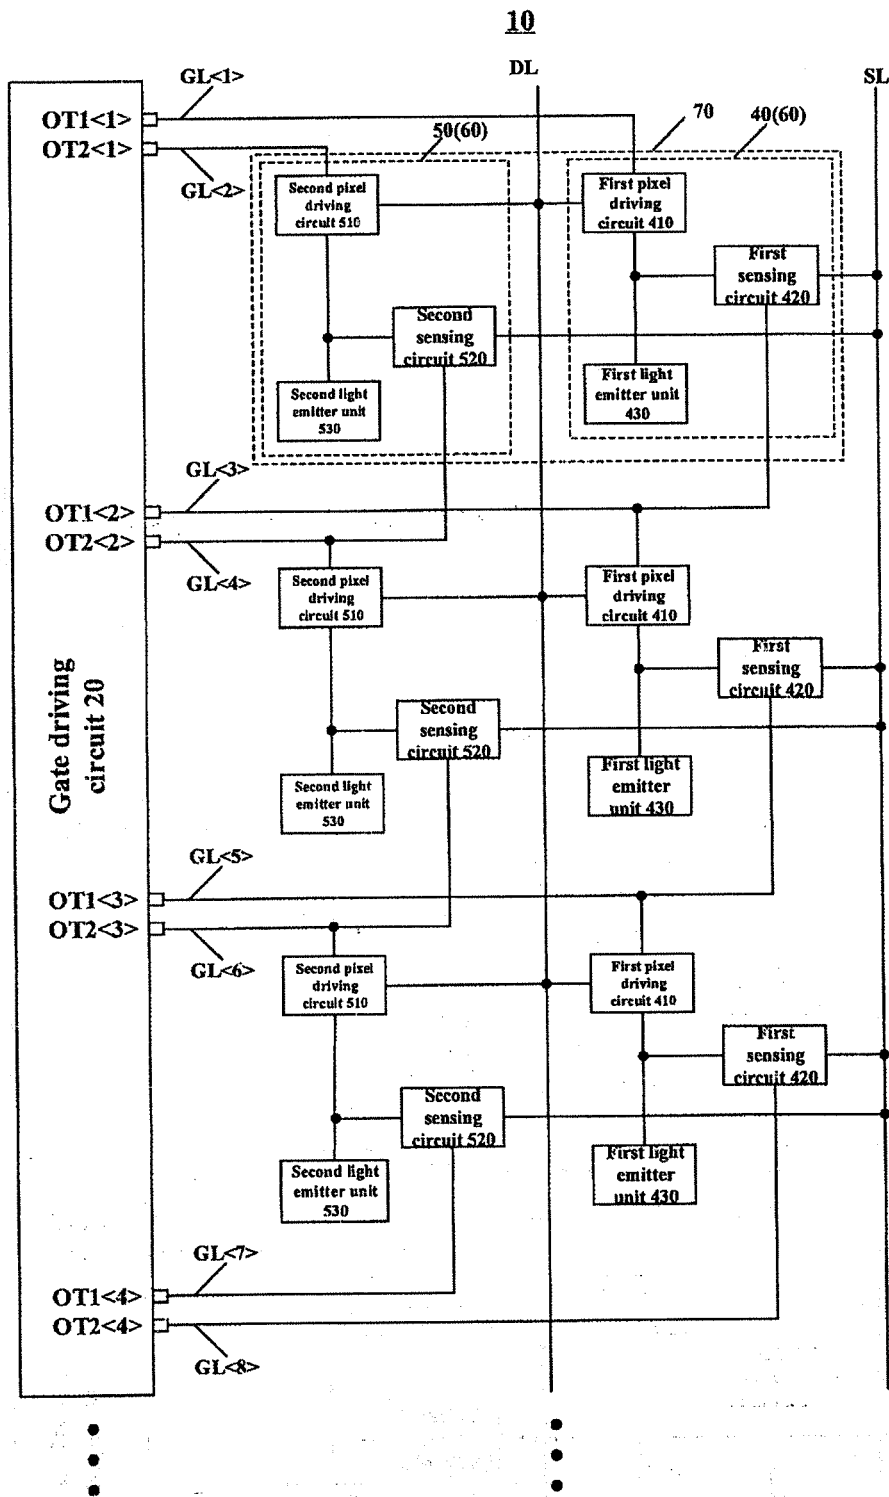 10
DL
SL
GL<1>
OT1<1>
70
40(60)
50(60)
OT2<1>
GL<2>
Second pixel
driving
circuit 510
First pixel
driving
circuit 410
First
sensing
circuit 420
Second
sensing
circuit 520
First light
emitter unit
430
Second light
emitter unit
530
GL<3>
OT1<2>
OT2<2>
GL<4>
Second pixel
driving
circuit 510
First pixel
driving
circuit 410
First
sensing
circuit 420
Gate driving
circuit 20
Second
sensing
circuit 520
First light
emitter
unit 430
Second light
emitter unit
530
GL<5>
OT1<3>
OT2<3>
GL<6>
Second pixel
driving
circuit 510
First pixel
driving
circuit 410
First
sensing
circuit 420
Second
sensing
circuit 520
First light
emitter
unit 430
Second light
emitter unit
530
GL<7>
OT1<4>
OT2<4>
GL<8>